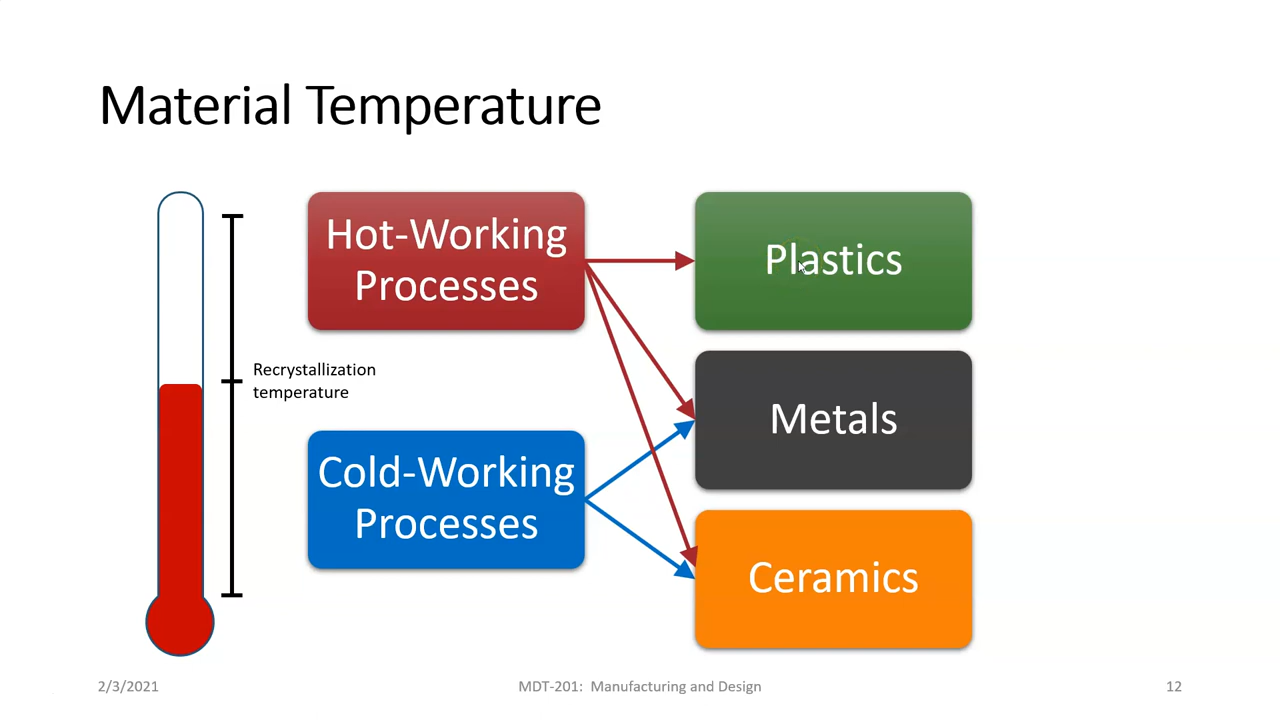 Material Temperature
Hot-Working
Processes
Plastics
Recrystallization
temperature
Metals
Cold-Working
Processes
Ceramics
2/3/2021
MDT-201: Manufacturing and Design
12